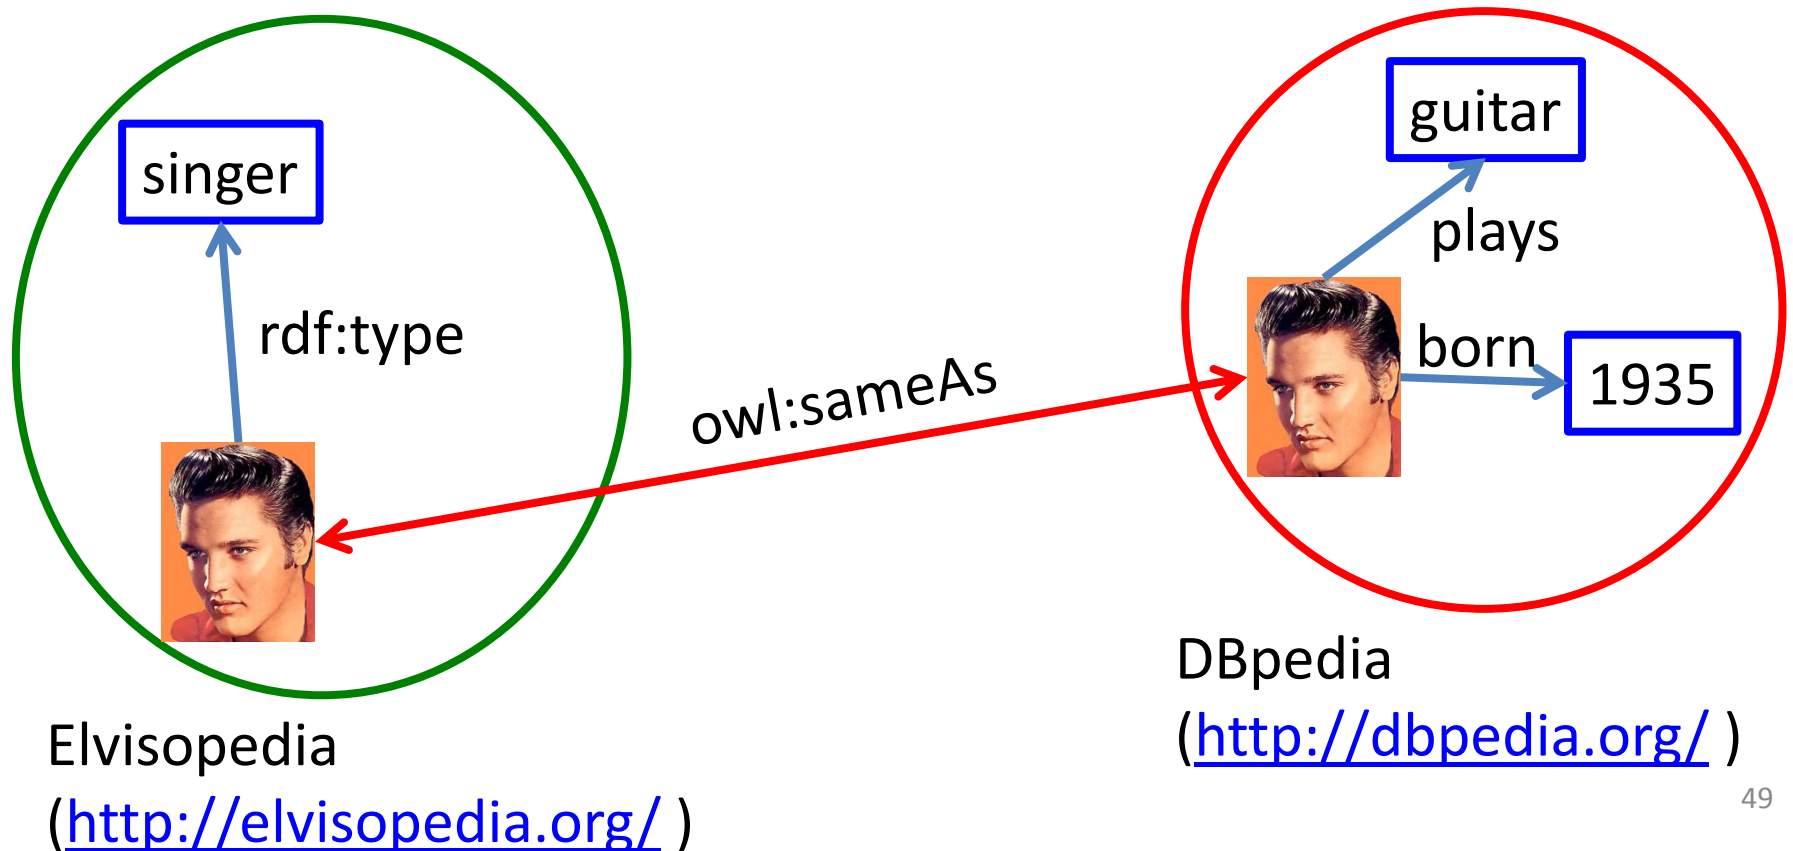 singer
rdf:type
owl:sameAs
guitar
plays
born
1935
Elvisopedia
(http://elvisopedia.org/ )
DBpedia
(http://dbpedia.org/ )
49